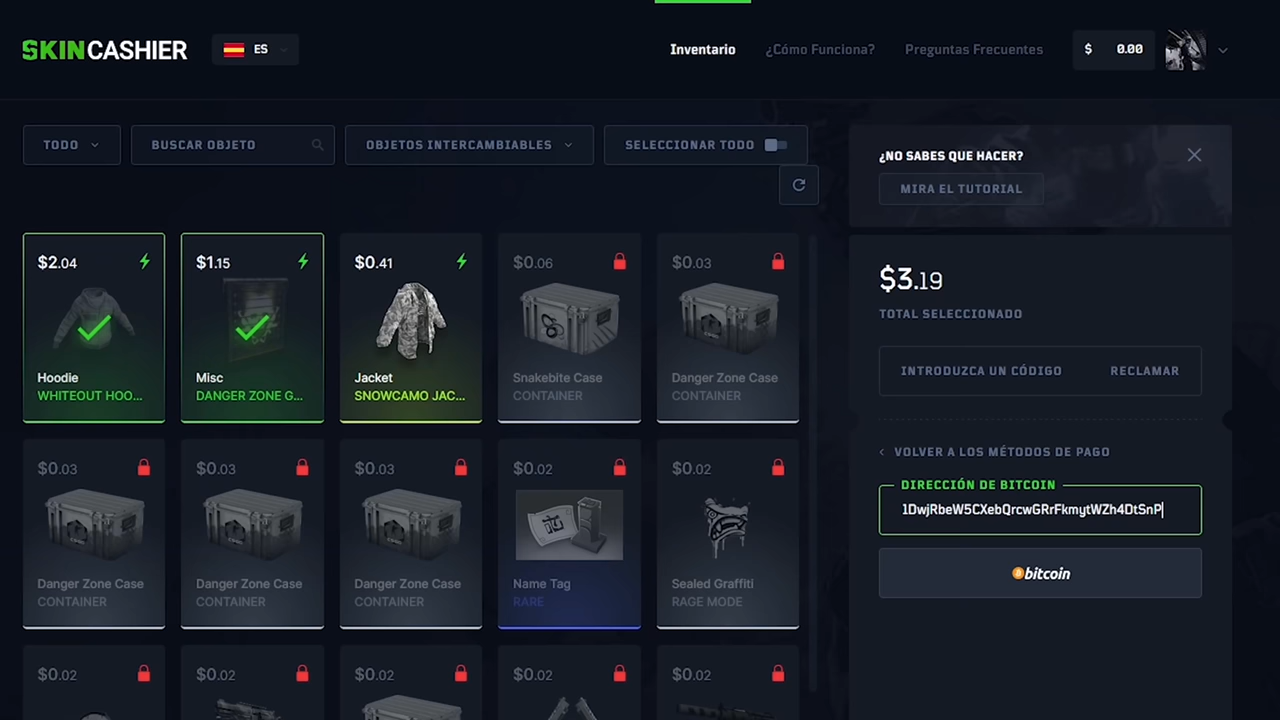 SKINCASHIER
ES
Inventario
¿Cómo Funciona?
Preguntas Frecuentes
$ 0.00
TODO
BUSCAR OBJETO
OBJETOS INTERCAMBIABLES
SELECCIONAR TODO
¿NO SABES QUE HACER?
MIRA EL TUTORIAL
$2.04
Hoodie
WHITEOUT HOO...
$1.15
Misc
DANGER ZONE G...
$0.41
Jacket
SNOWCAMO JAC...
$0.06
Snakebite Case
CONTAINER
$0.03
Danger Zone Case
CONTAINER
$0.03
Danger Zone Case
CONTAINER
$0.03
Danger Zone Case
CONTAINER
$0.03
Danger Zone Case
CONTAINER
$0.02
Name Tag
RARE
$0.02
Sealed Graffiti
RAGE MODE
$0.02
$0.02
$0.02
$0.02
$0.02
$3.19
TOTAL SELECCIONADO
INTRODUZCA UN CÓDIGO
RECLAMAR
VOLVER A LOS MÉTODOS DE PAGO
DIRECCIÓN DE BITCOIN
1DwjRbeW5CXebQrcwGRrFkmytWZh4DtSnP
bitcoin